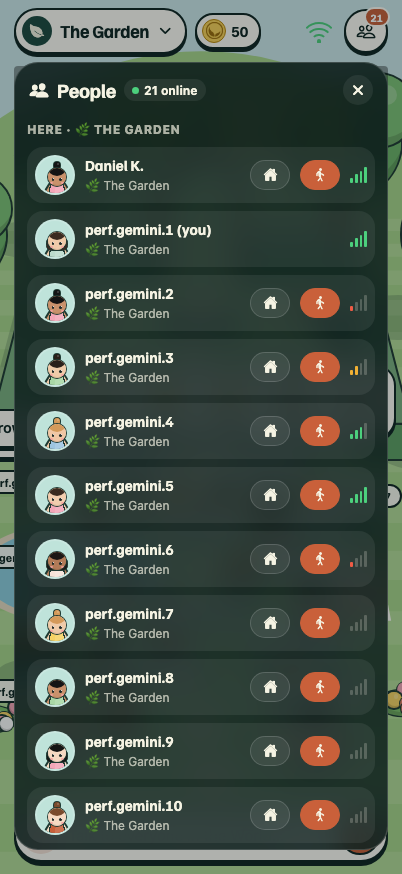 The Garden
50
21
People
21 online
HERE · THE GARDEN
Daniel K.
The Garden
perf.gemini.1 (you)
The Garden
perf.gemini.2
The Garden
perf.gemini.3
The Garden
perf.gemini.4
The Garden
perf.gemini.5
The Garden
perf.gemini.6
The Garden
perf.gemini.7
The Garden
perf.gemini.8
The Garden
perf.gemini.9
The Garden
perf.gemini.10
The Garden